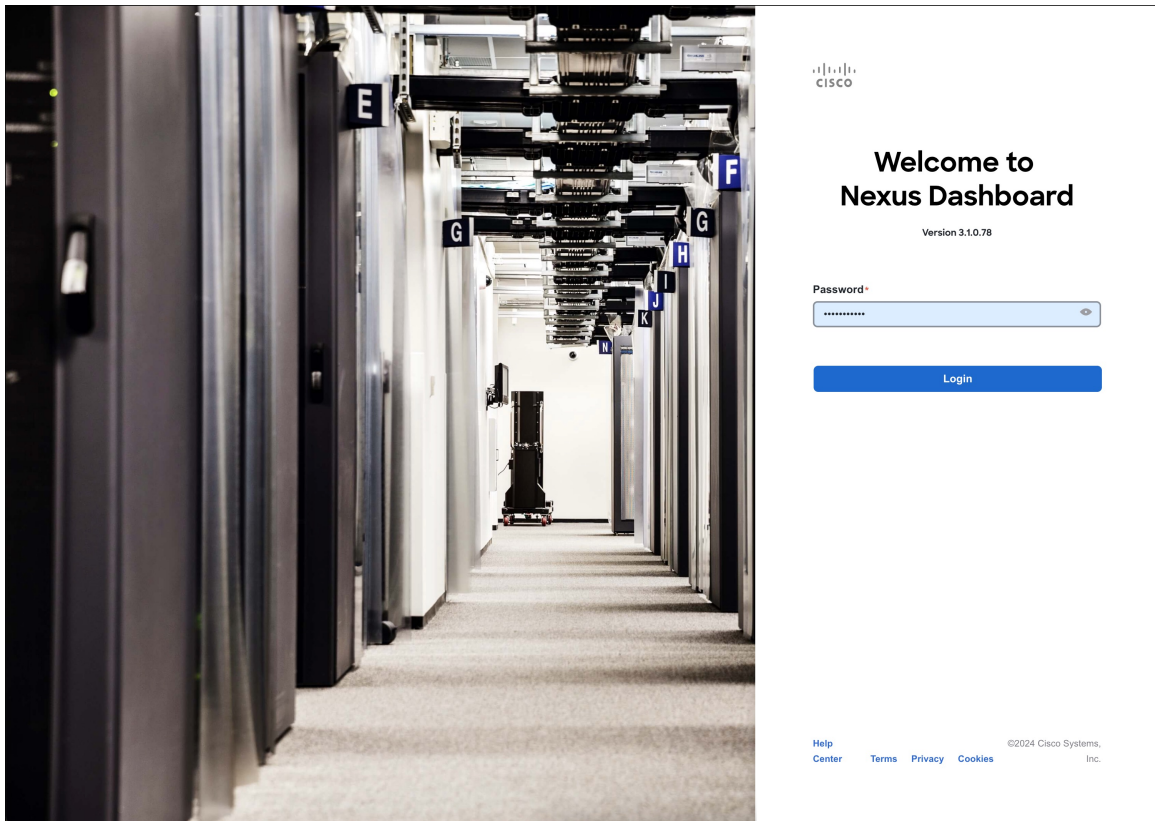 E
F
G
G
H
I
J
K
N
CISCO
Welcome to
Nexus Dashboard
Version 3.1.0.78
Password*
•••••••••••
Login
Help
Center
Terms
Privacy
Cookies
©2024 Cisco Systems,
Inc.